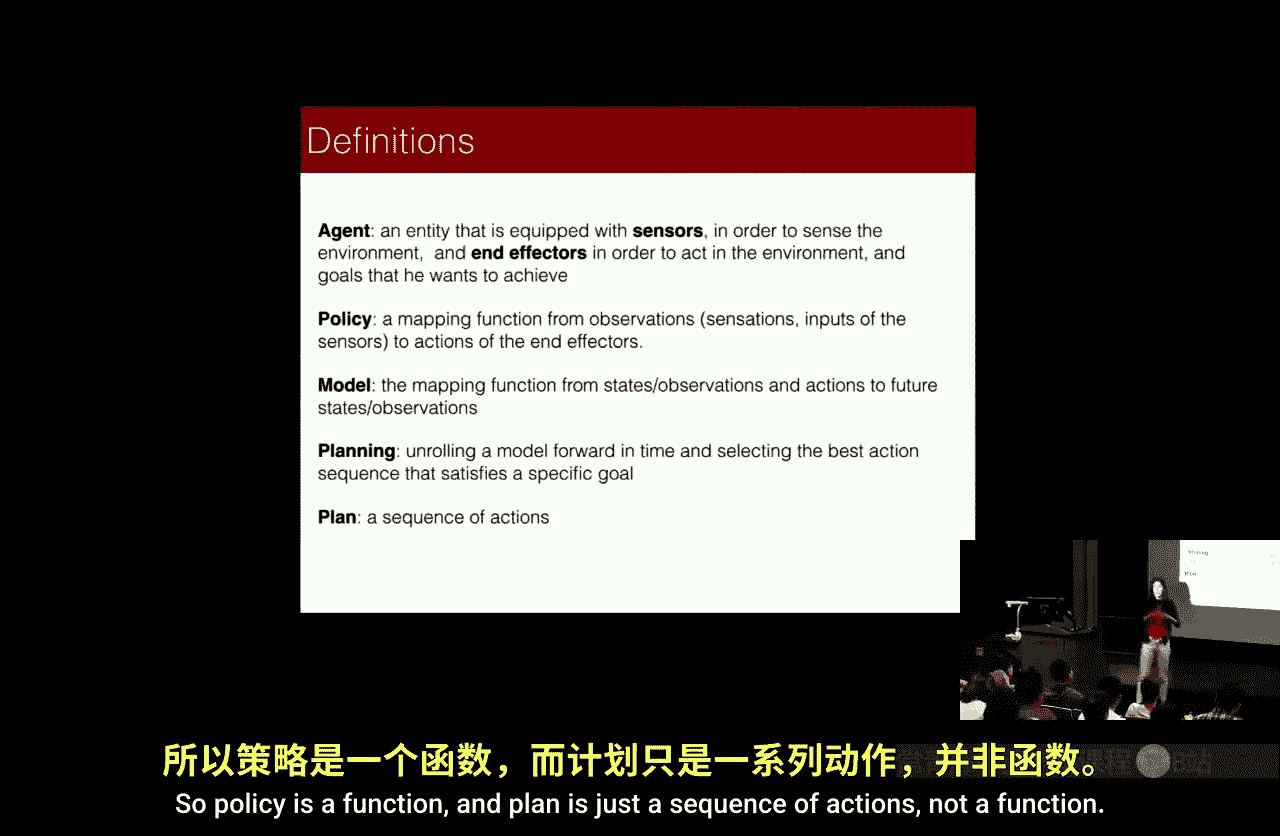 Definitions
Agent: an entity that is equipped with sensors, in order to sense the
environment,  and end effectors in order to act in the environment, and
goals that he wants to achieve
Policy: a mapping function from observations (sensations, inputs of the
sensors) to actions of the end effectors.
Model: the mapping function from states/observations and actions to future
states/observations
Planning: unrolling a model forward in time and selecting the best action
sequence that satisfies a specific goal
Plan: a sequence of actions
所以策略是一个函数，而计划只是一系列动作，并非函数。
So policy is a function, and plan is just a sequence of actions, not a function.